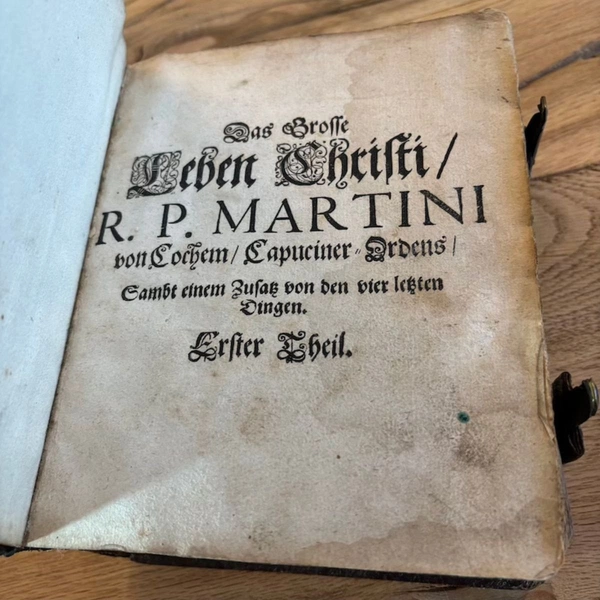 Das Grosse
Leben Christi/
R. P. MARTINI
von Cochem/ Capuciner-Ordens/
Sambt einem Zusatz von den vier letzten
Dingen.
Erster Theil.